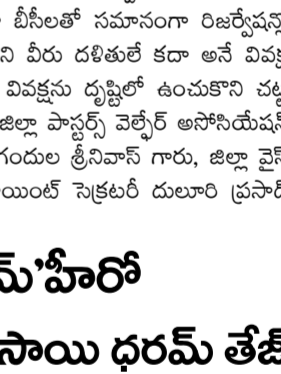 బీసీలతో సమానంగా రిజర్వేషన్లు
ని వీరు దళితులే కదా అనే వివక్ష
వివక్షను దృష్టిలో ఉంచుకొని చట్ట
జిల్లా పాస్టర్స్ వెల్ఫేర్ అసోసియేషన్
గందుల శ్రీనివాస్ గారు, జిల్లా వైస్
యింట్ సెక్రటరీ దులూరి ప్రసాద్
మ్'హీరో
సాయి ధరమ్ తేజ్